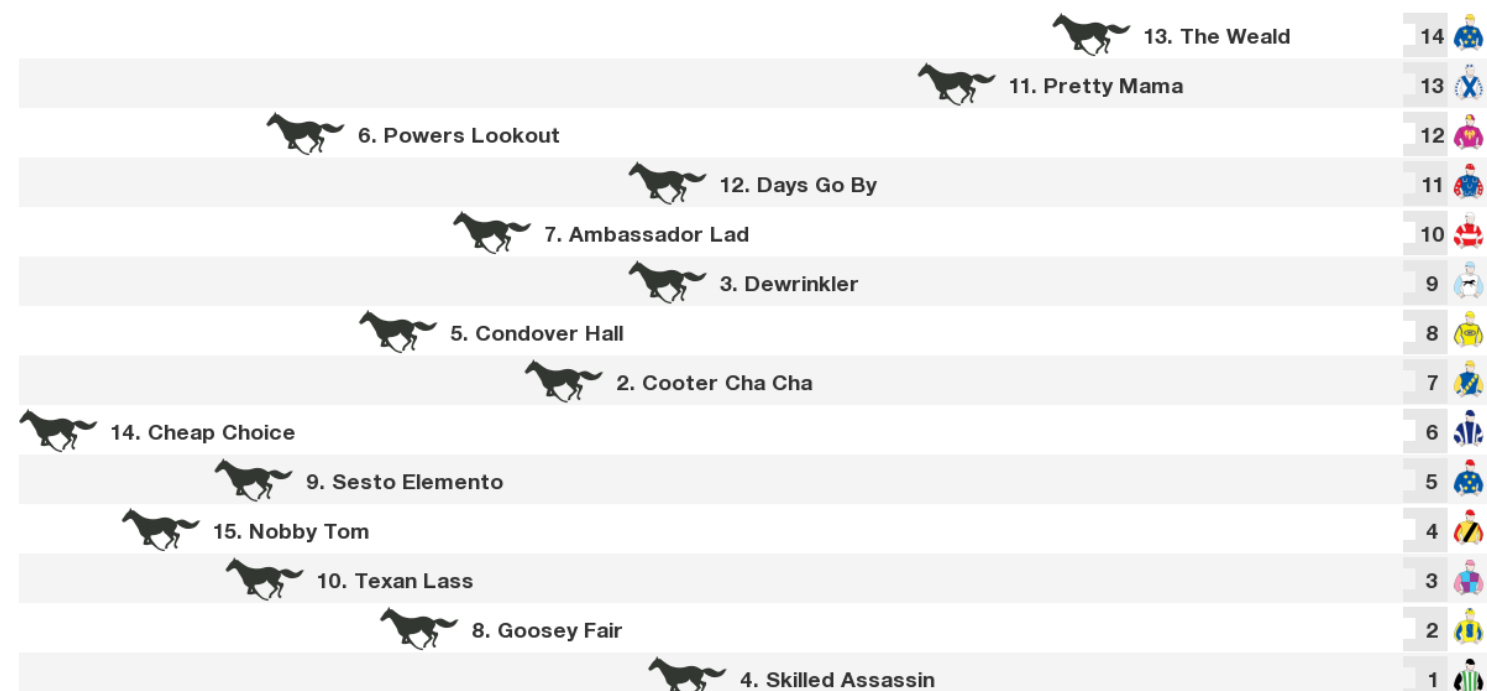 13. The Weald 14
11. Pretty Mama 13
6. Powers Lookout 12
12. Days Go By 11
7. Ambassador Lad 10
3. Dewrinkler 9
5. Condover Hall 8
2. Cooter Cha Cha 7
14. Cheap Choice 6
9. Sesto Elemento 5
15. Nobby Tom 4
10. Texan Lass 3
8. Goosey Fair 2
4. Skilled Assassin 1